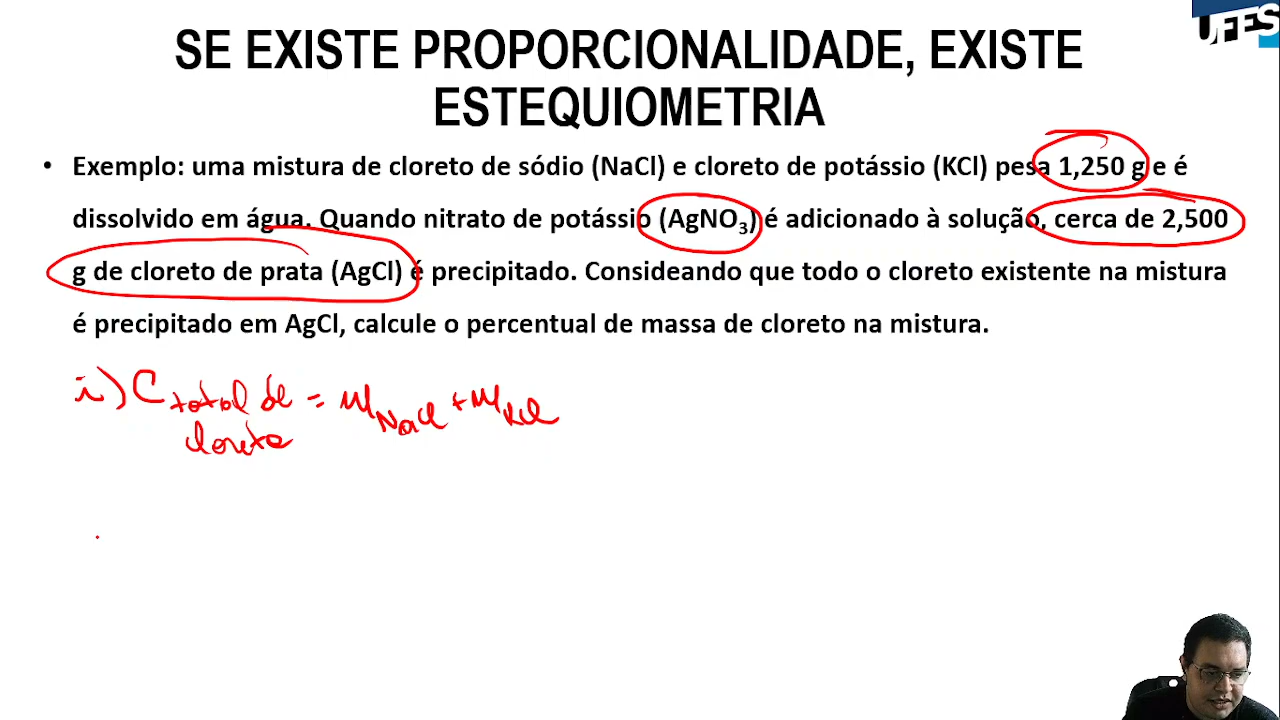 UFES
SE EXISTE PROPORCIONALIDADE, EXISTE
ESTEQUIOMETRIA
• Exemplo: uma mistura de cloreto de sódio (NaCl) e cloreto de potássio (KCl) pesa 1,250 g e é
dissolvido em água. Quando nitrato de potássio (AgNO₃) é adicionado à solução, cerca de 2,500
g de cloreto de prata (AgCl) é precipitado. Consideando que todo o cloreto existente na mistura
é precipitado em AgCl, calcule o percentual de massa de cloreto na mistura.
i) C total de = m NaCl + m KCl
cloreto